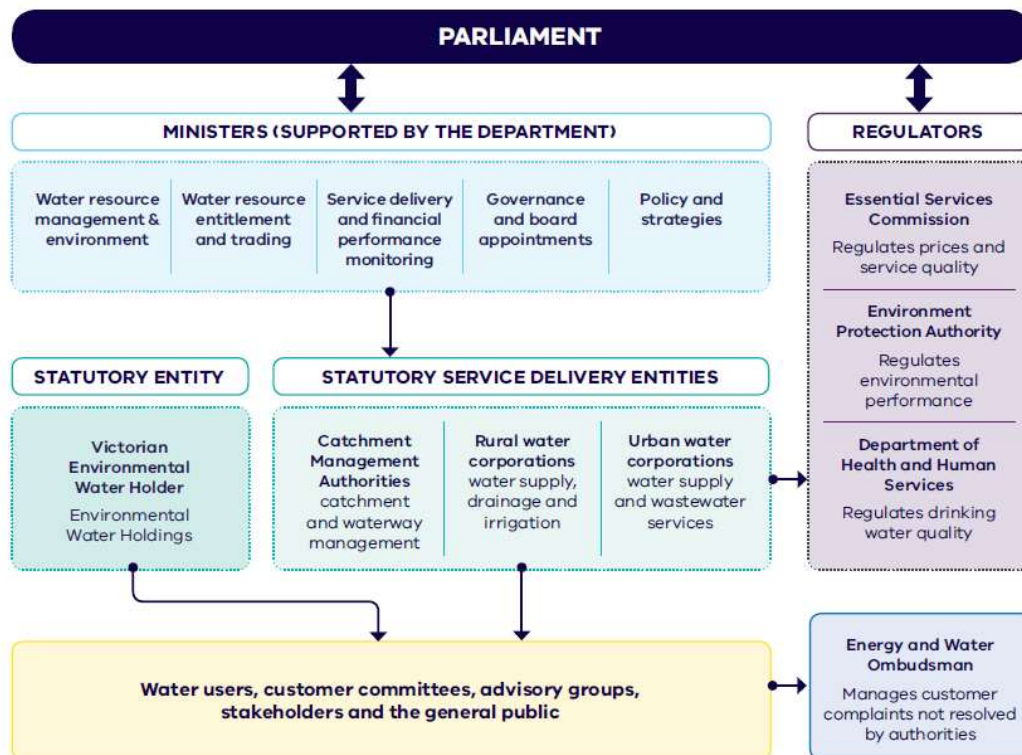 PARLIAMENT
MINISTERS (SUPPORTED BY THE DEPARTMENT)
Water resource
management &
environment
Water resource
entitlement
and trading
Service delivery
and financial
performance
monitoring
Governance
and board
appointments
Policy and
strategies
REGULATORS
Essential Services
Commission
Regulates prices and
service quality
Environment
Protection Authority
Regulates
environmental
performance
Department of
Health and Human
Services
Regulates drinking
water quality
STATUTORY ENTITY
Victorian
Environmental
Water Holder
Environmental
Water Holdings
STATUTORY SERVICE DELIVERY ENTITIES
Catchment
Management
Authorities
catchment
and waterway
management
Rural water
corporations
water supply,
drainage and
irrigation
Urban water
corporations
water supply
and wastewater
services
Water users, customer committees, advisory groups,
stakeholders and the general public
Energy and Water
Ombudsman
Manages customer
complaints not resolved
by authorities